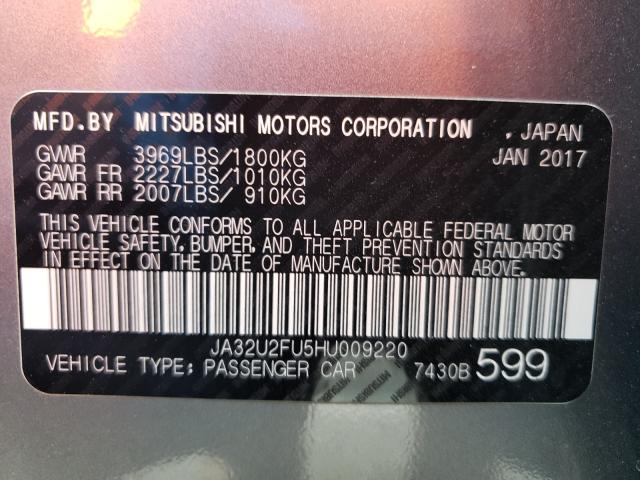 MFD.BY MITSUBISHI MOTORS CORPORATION , JAPAN
GVWR 3969LBS/1800KG JAN 2017
GAWR FR 2227LBS/1010KG
GAWR RR 2007LBS/ 910KG
THIS VEHICLE CONFORMS TO ALL APPLICABLE FEDERAL MOTOR
VEHICLE SAFETY, BUMPER, AND THEFT PREVENTION STANDARDS
IN EFFECT ON THE DATE OF MANUFACTURE SHOWN ABOVE.
JA32U2FU5HU009220
VEHICLE TYPE: PASSENGER CAR 7430B 599